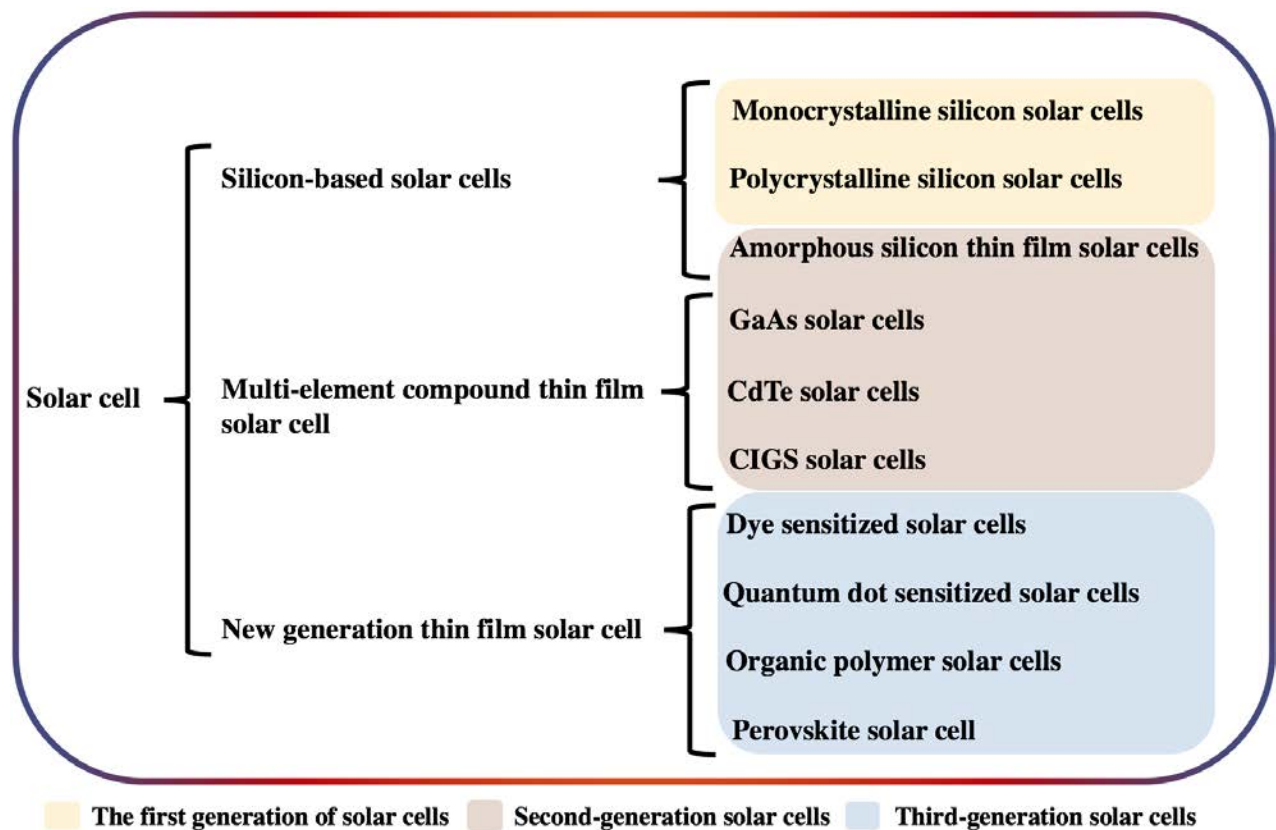 Monocrystalline silicon solar cells
Silicon-based solar cells
Polycrystalline silicon solar cells
Amorphous silicon thin film solar cells
GaAs solar cells
Solar cell
Multi-element compound thin film
solar cell
CdTe solar cells
CIGS solar cells
Dye sensitized solar cells
Quantum dot sensitized solar cells
New generation thin film solar cell
Organic polymer solar cells
Perovskite solar cell
The first generation of solar cells
Second-generation solar cells
Third-generation solar cells